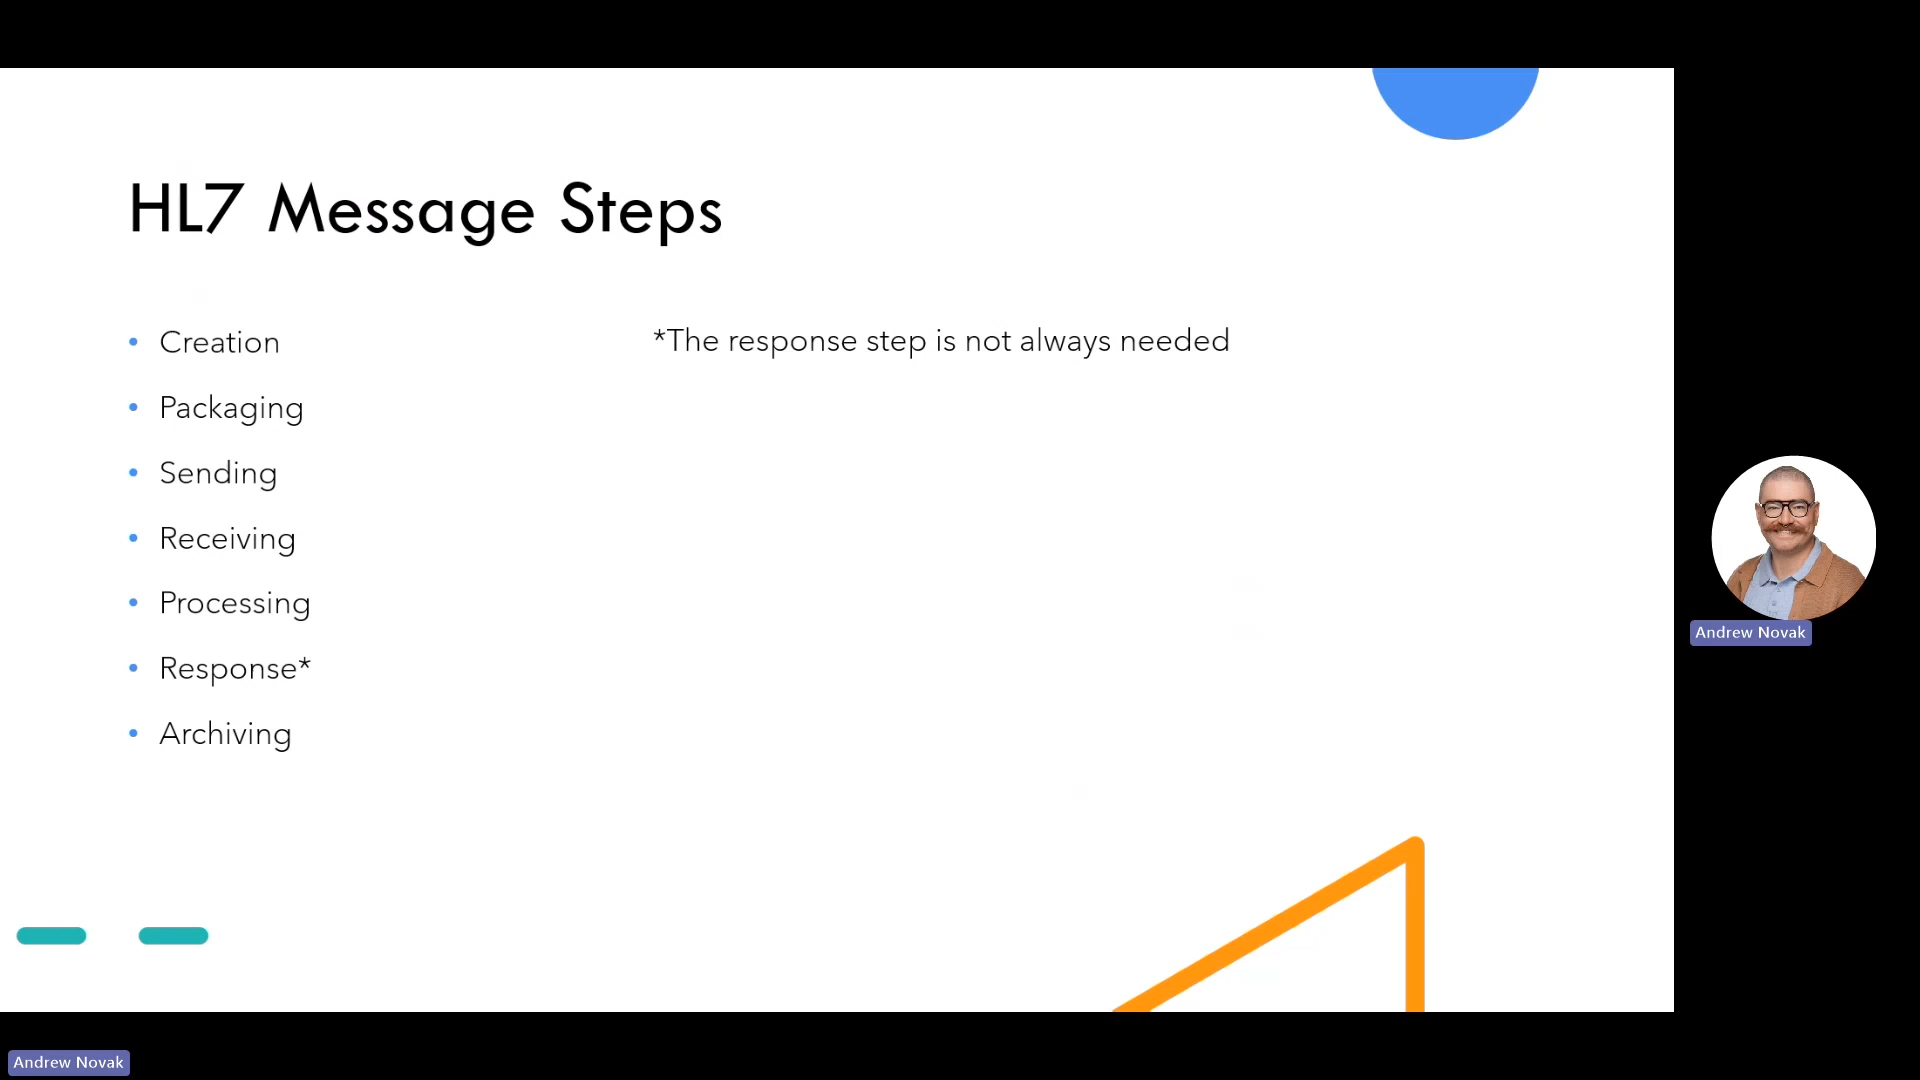 HL7 Message Steps
• Creation
• Packaging
• Sending
• Receiving
• Processing
• Response*
• Archiving
*The response step is not always needed
Andrew Novak
Andrew Novak